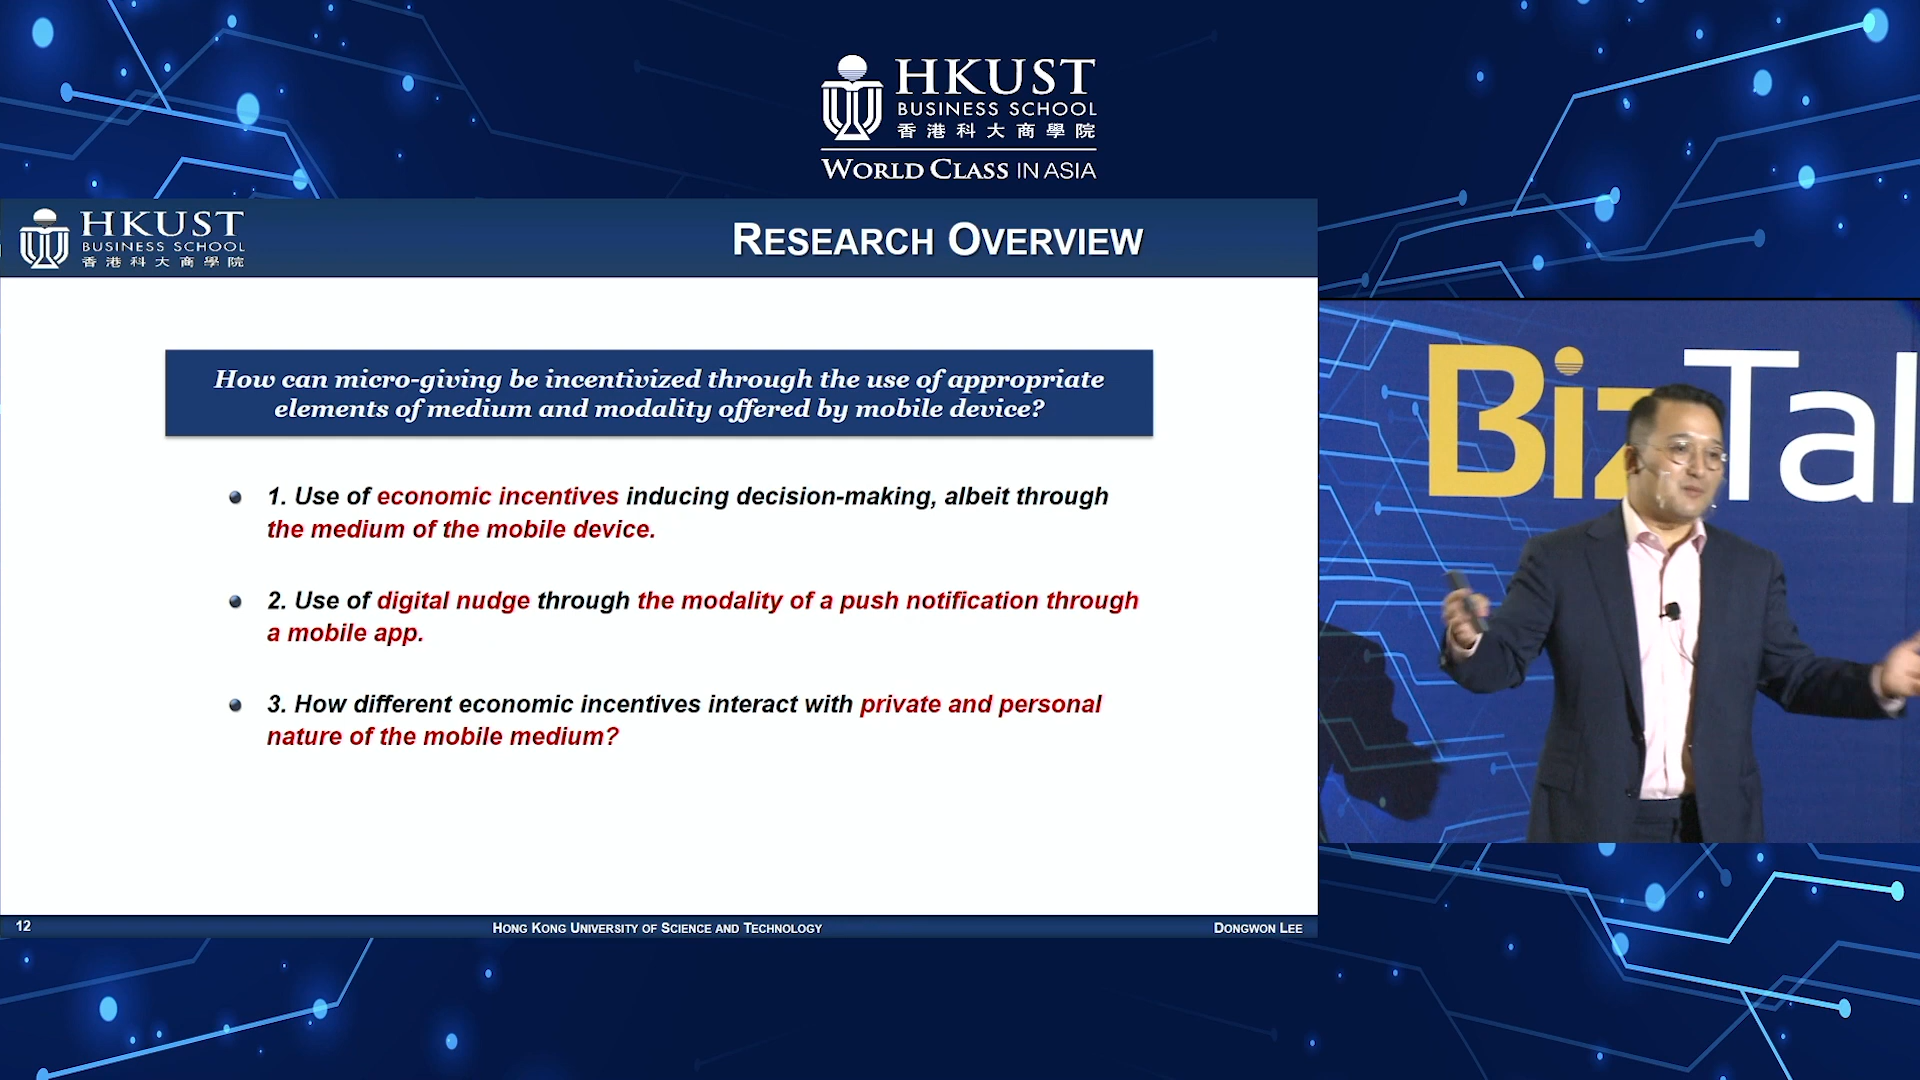 HKUST
BUSINESS SCHOOL
香港科大商學院
WORLD CLASS IN ASIA
HKUST
BUSINESS SCHOOL
香港科大商學院
RESEARCH OVERVIEW
How can micro-giving be incentivized through the use of appropriate
elements of medium and modality offered by mobile device?
1. Use of economic incentives inducing decision-making, albeit through
the medium of the mobile device.
2. Use of digital nudge through the modality of a push notification through
a mobile app.
3. How different economic incentives interact with private and personal
nature of the mobile medium?
12
HONG KONG UNIVERSITY OF SCIENCE AND TECHNOLOGY
DONGWON LEE
BizTal